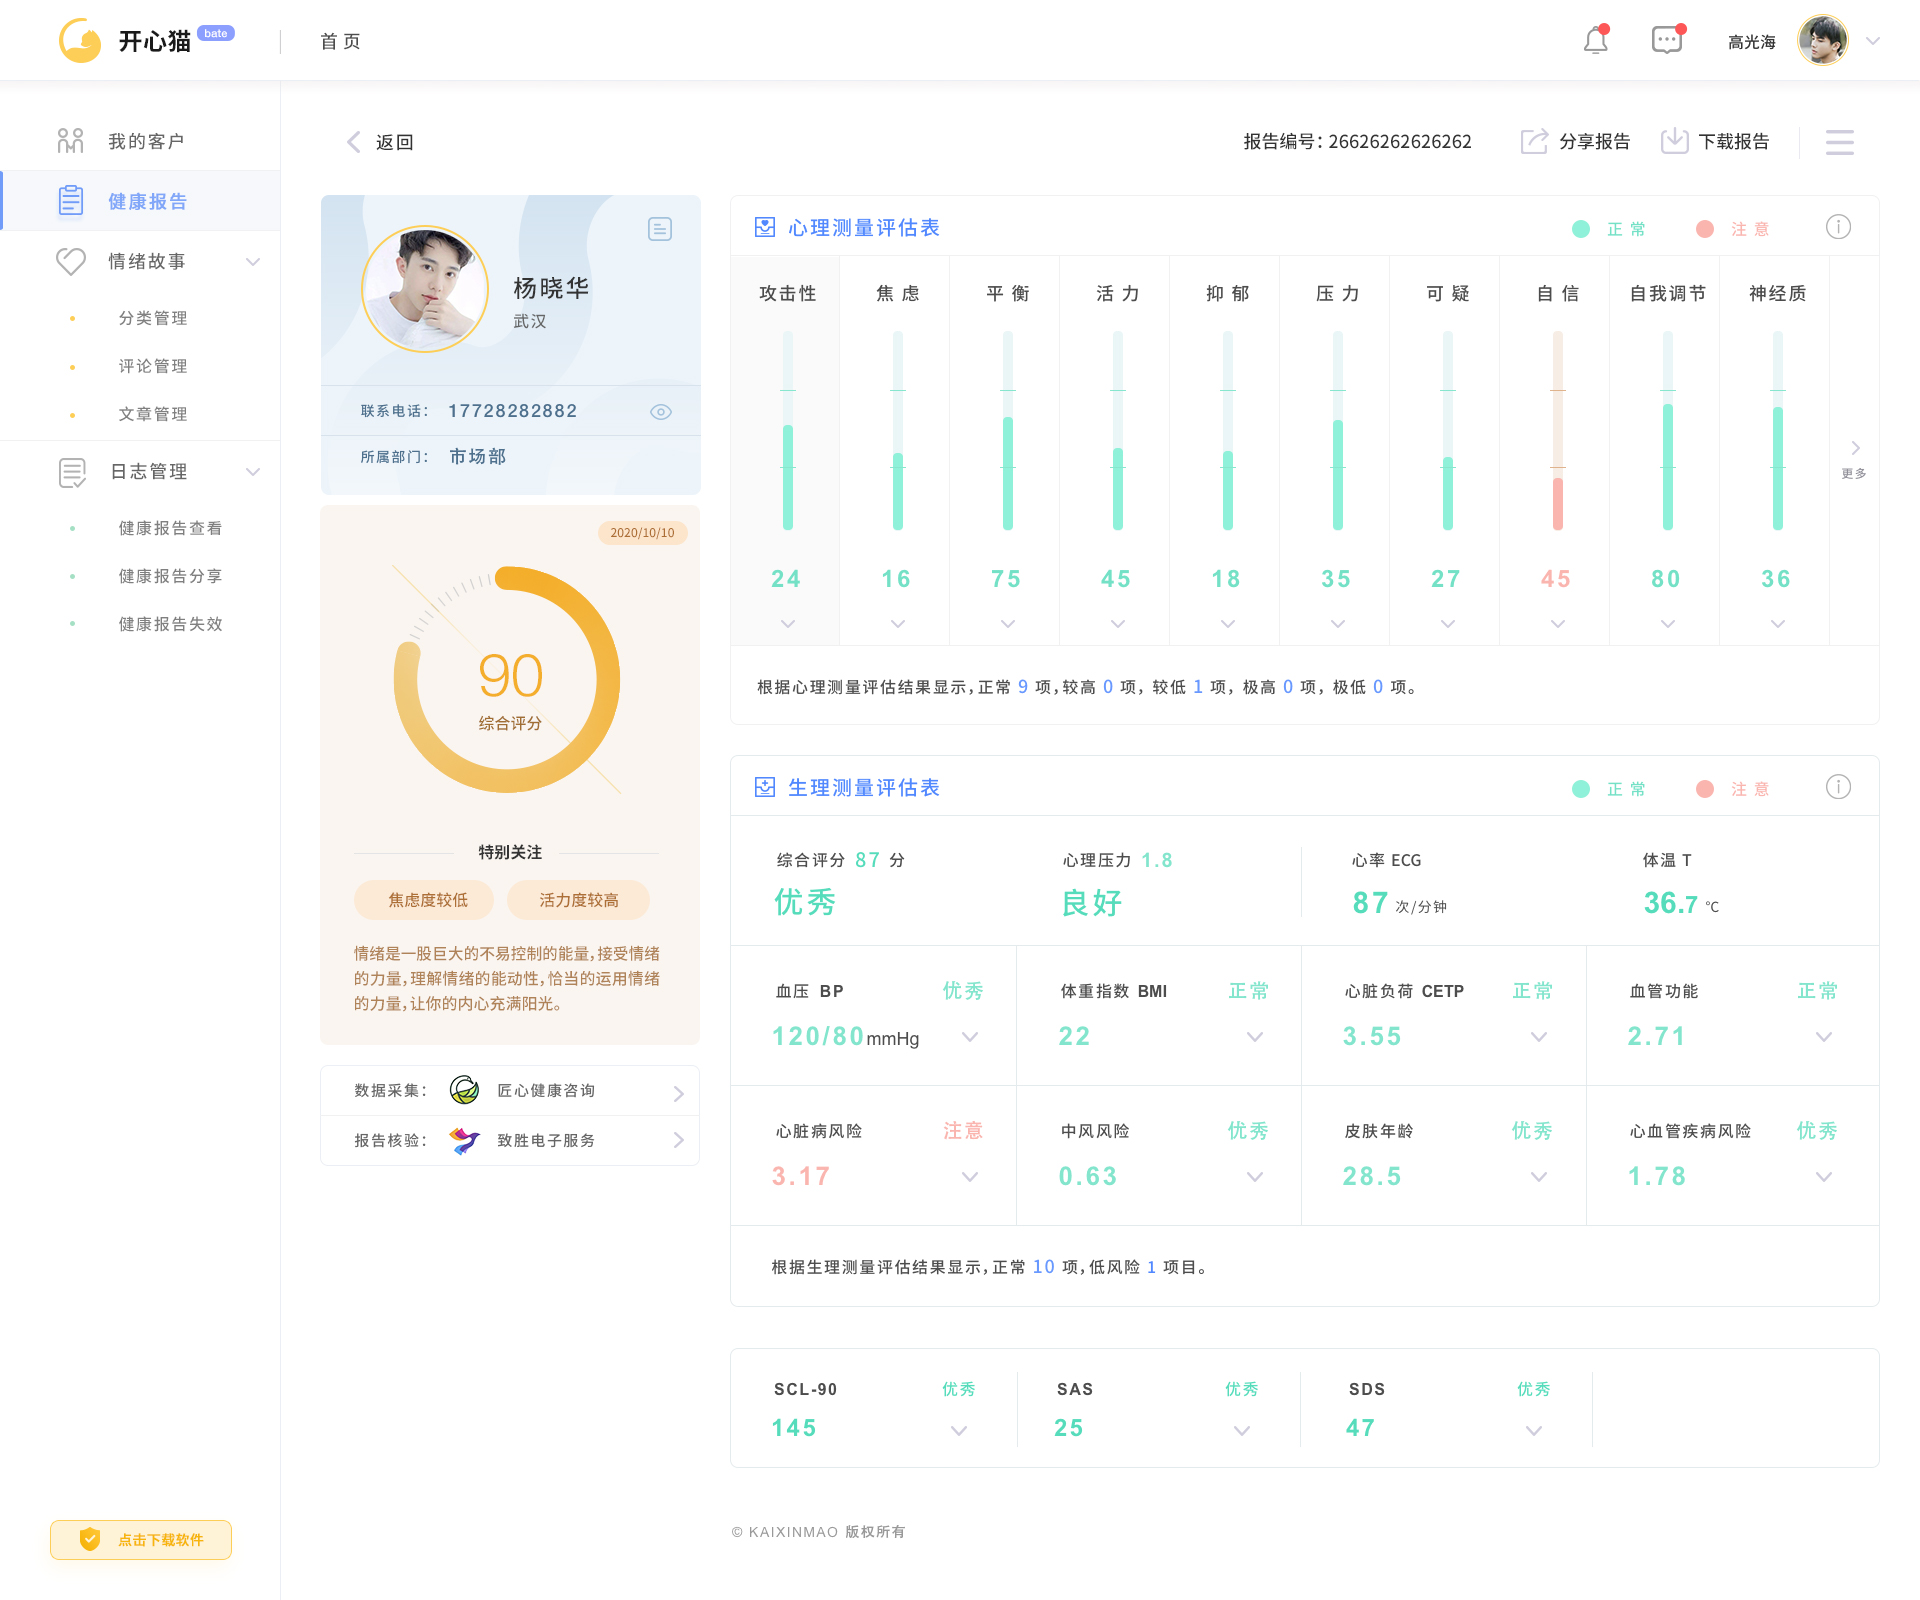 开心猫 bate
首 页
高光海
我的客户
健康报告
情绪故事
分类管理
评论管理
文章管理
日志管理
健康报告查看
健康报告分享
健康报告失效
点击下载软件
返回
报告编号：26626262626262
分享报告
下载报告
杨晓华
武汉
联系电话： 17728282882
所属部门： 市场部
2020/10/10
90
综合评分
特别关注
焦虑度较低 活力度较高
情绪是一股巨大的不易控制的能量，接受情绪
的力量，理解情绪的能动性，恰当的运用情绪
的力量，让你的内心充满阳光。
数据采集： 匠心健康咨询
报告核验： 致胜电子服务
心理测量评估表 正 常 注 意
攻击性 焦 虑 平 衡 活 力 抑 郁 压 力 可 疑 自 信 自我调节 神经质
更多
24 16 75 45 18 35 27 45 80 36
根据心理测量评估结果显示，正常 9 项，较高 0 项，较低 1 项，极高 0 项，极低 0 项。
生理测量评估表 正 常 注 意
综合评分 87 分 心理压力 1.8 心率 ECG 体温 T
优秀 良好 87 次/分钟 36.7 ℃
血压 BP 优秀 体重指数 BMI 正常 心脏负荷 CETP 正常 血管功能 正常
120/80mmHg 22 3.55 2.71
心脏病风险 注意 中风风险 优秀 皮肤年龄 优秀 心血管疾病风险 优秀
3.17 0.63 28.5 1.78
根据生理测量评估结果显示，正常 10 项，低风险 1 项目。
SCL-90 优秀 SAS 优秀 SDS 优秀
145 25 47
© KAIXINMAO 版权所有